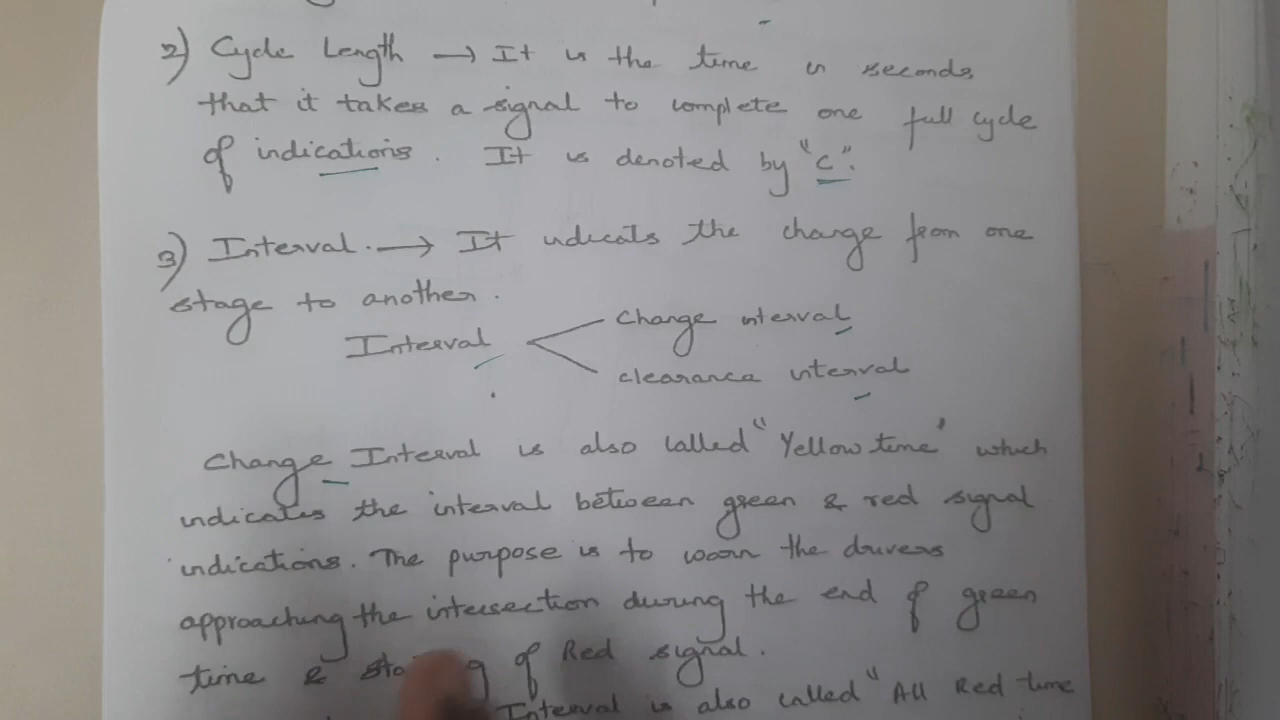 2) Cycle Length → It is the time in seconds
that it takes a signal to complete one full cycle
of indications. It is denoted by "C".
3) Interval. → It indicats the change from one
stage to another.
Interval
change interval
clearance interval
Change Interval is also called "Yellow time" which
indicates the interval between green & red signal
indications. The purpose is to warn the drivers
approaching the intersection during the end of green
time & of Red signal.
Interval is also called "All Red time